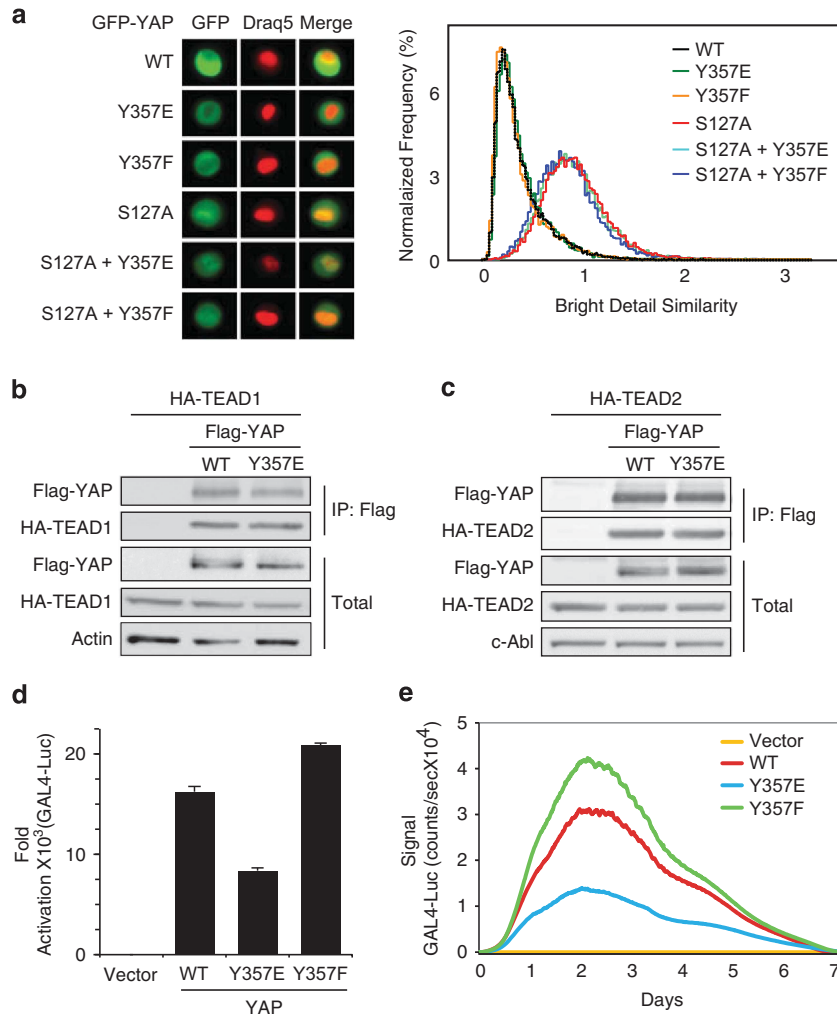 a
GFP-YAP GFP Draq5 Merge
WT
Y357E
Y357F
S127A
S127A + Y357E
S127A + Y357F
Normalaized Frequency (%)
6
3
0
0 1 2 3
Bright Detail Similarity
WT
Y357E
Y357F
S127A
S127A + Y357E
S127A + Y357F
b
HA-TEAD1
Flag-YAP
WT Y357E
Flag-YAP
HA-TEAD1
IP: Flag
Flag-YAP
HA-TEAD1
Actin
Total
c
HA-TEAD2
Flag-YAP
WT Y357E
Flag-YAP
HA-TEAD2
IP: Flag
Flag-YAP
HA-TEAD2
c-Abl
Total
d
Fold
Activation X10³(GAL4-Luc)
20
10
0
Vector WT Y357E Y357F
YAP
e
Signal
GAL4-Luc (counts/secX10⁴)
5
4
3
2
1
0
0 1 2 3 4 5 6 7
Days
Vector
WT
Y357E
Y357F